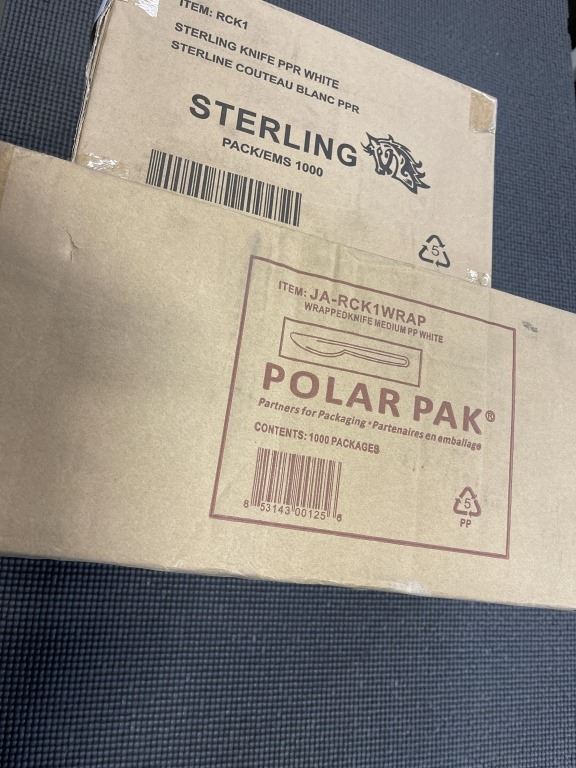 ITEM: RCK1
STERLING KNIFE PPR WHITE
STERLINE COUTEAU BLANC PPR
STERLING
PACK/EMS 1000
5
ITEM: JA-RCK1WRAP
WRAPPEDKNIFE MEDIUM PP WHITE
POLAR PAK®
Partners for Packaging • Partenaires en emballage
CONTENTS: 1000 PACKAGES
8 53143 00125 6
5
PP